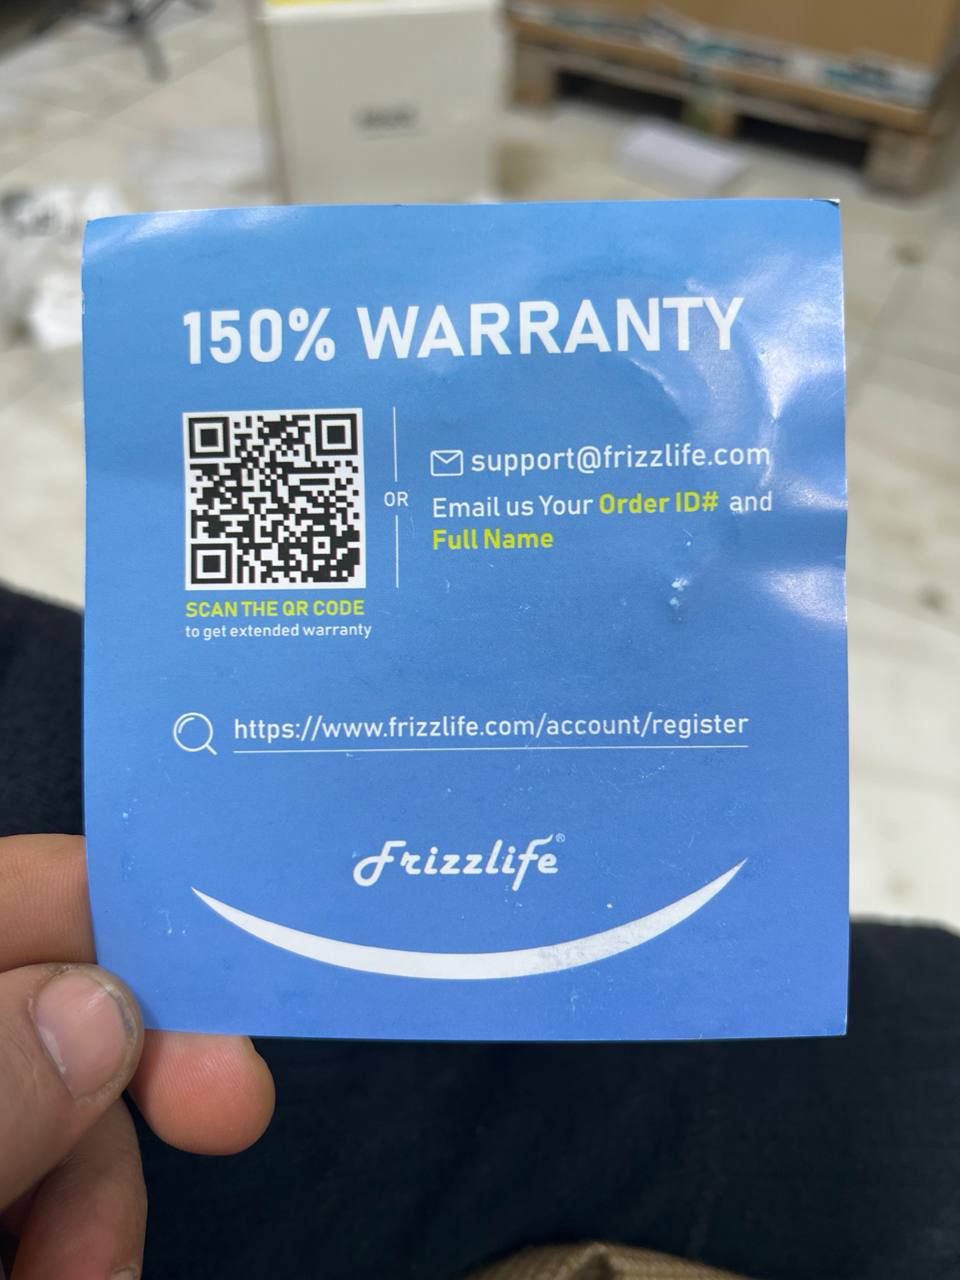 150% WARRANTY
support@frizzlife.com
OR
Email us Your Order ID# and
Full Name
SCAN THE QR CODE
to get extended warranty
https://www.frizzlife.com/account/register
Frizzlife®